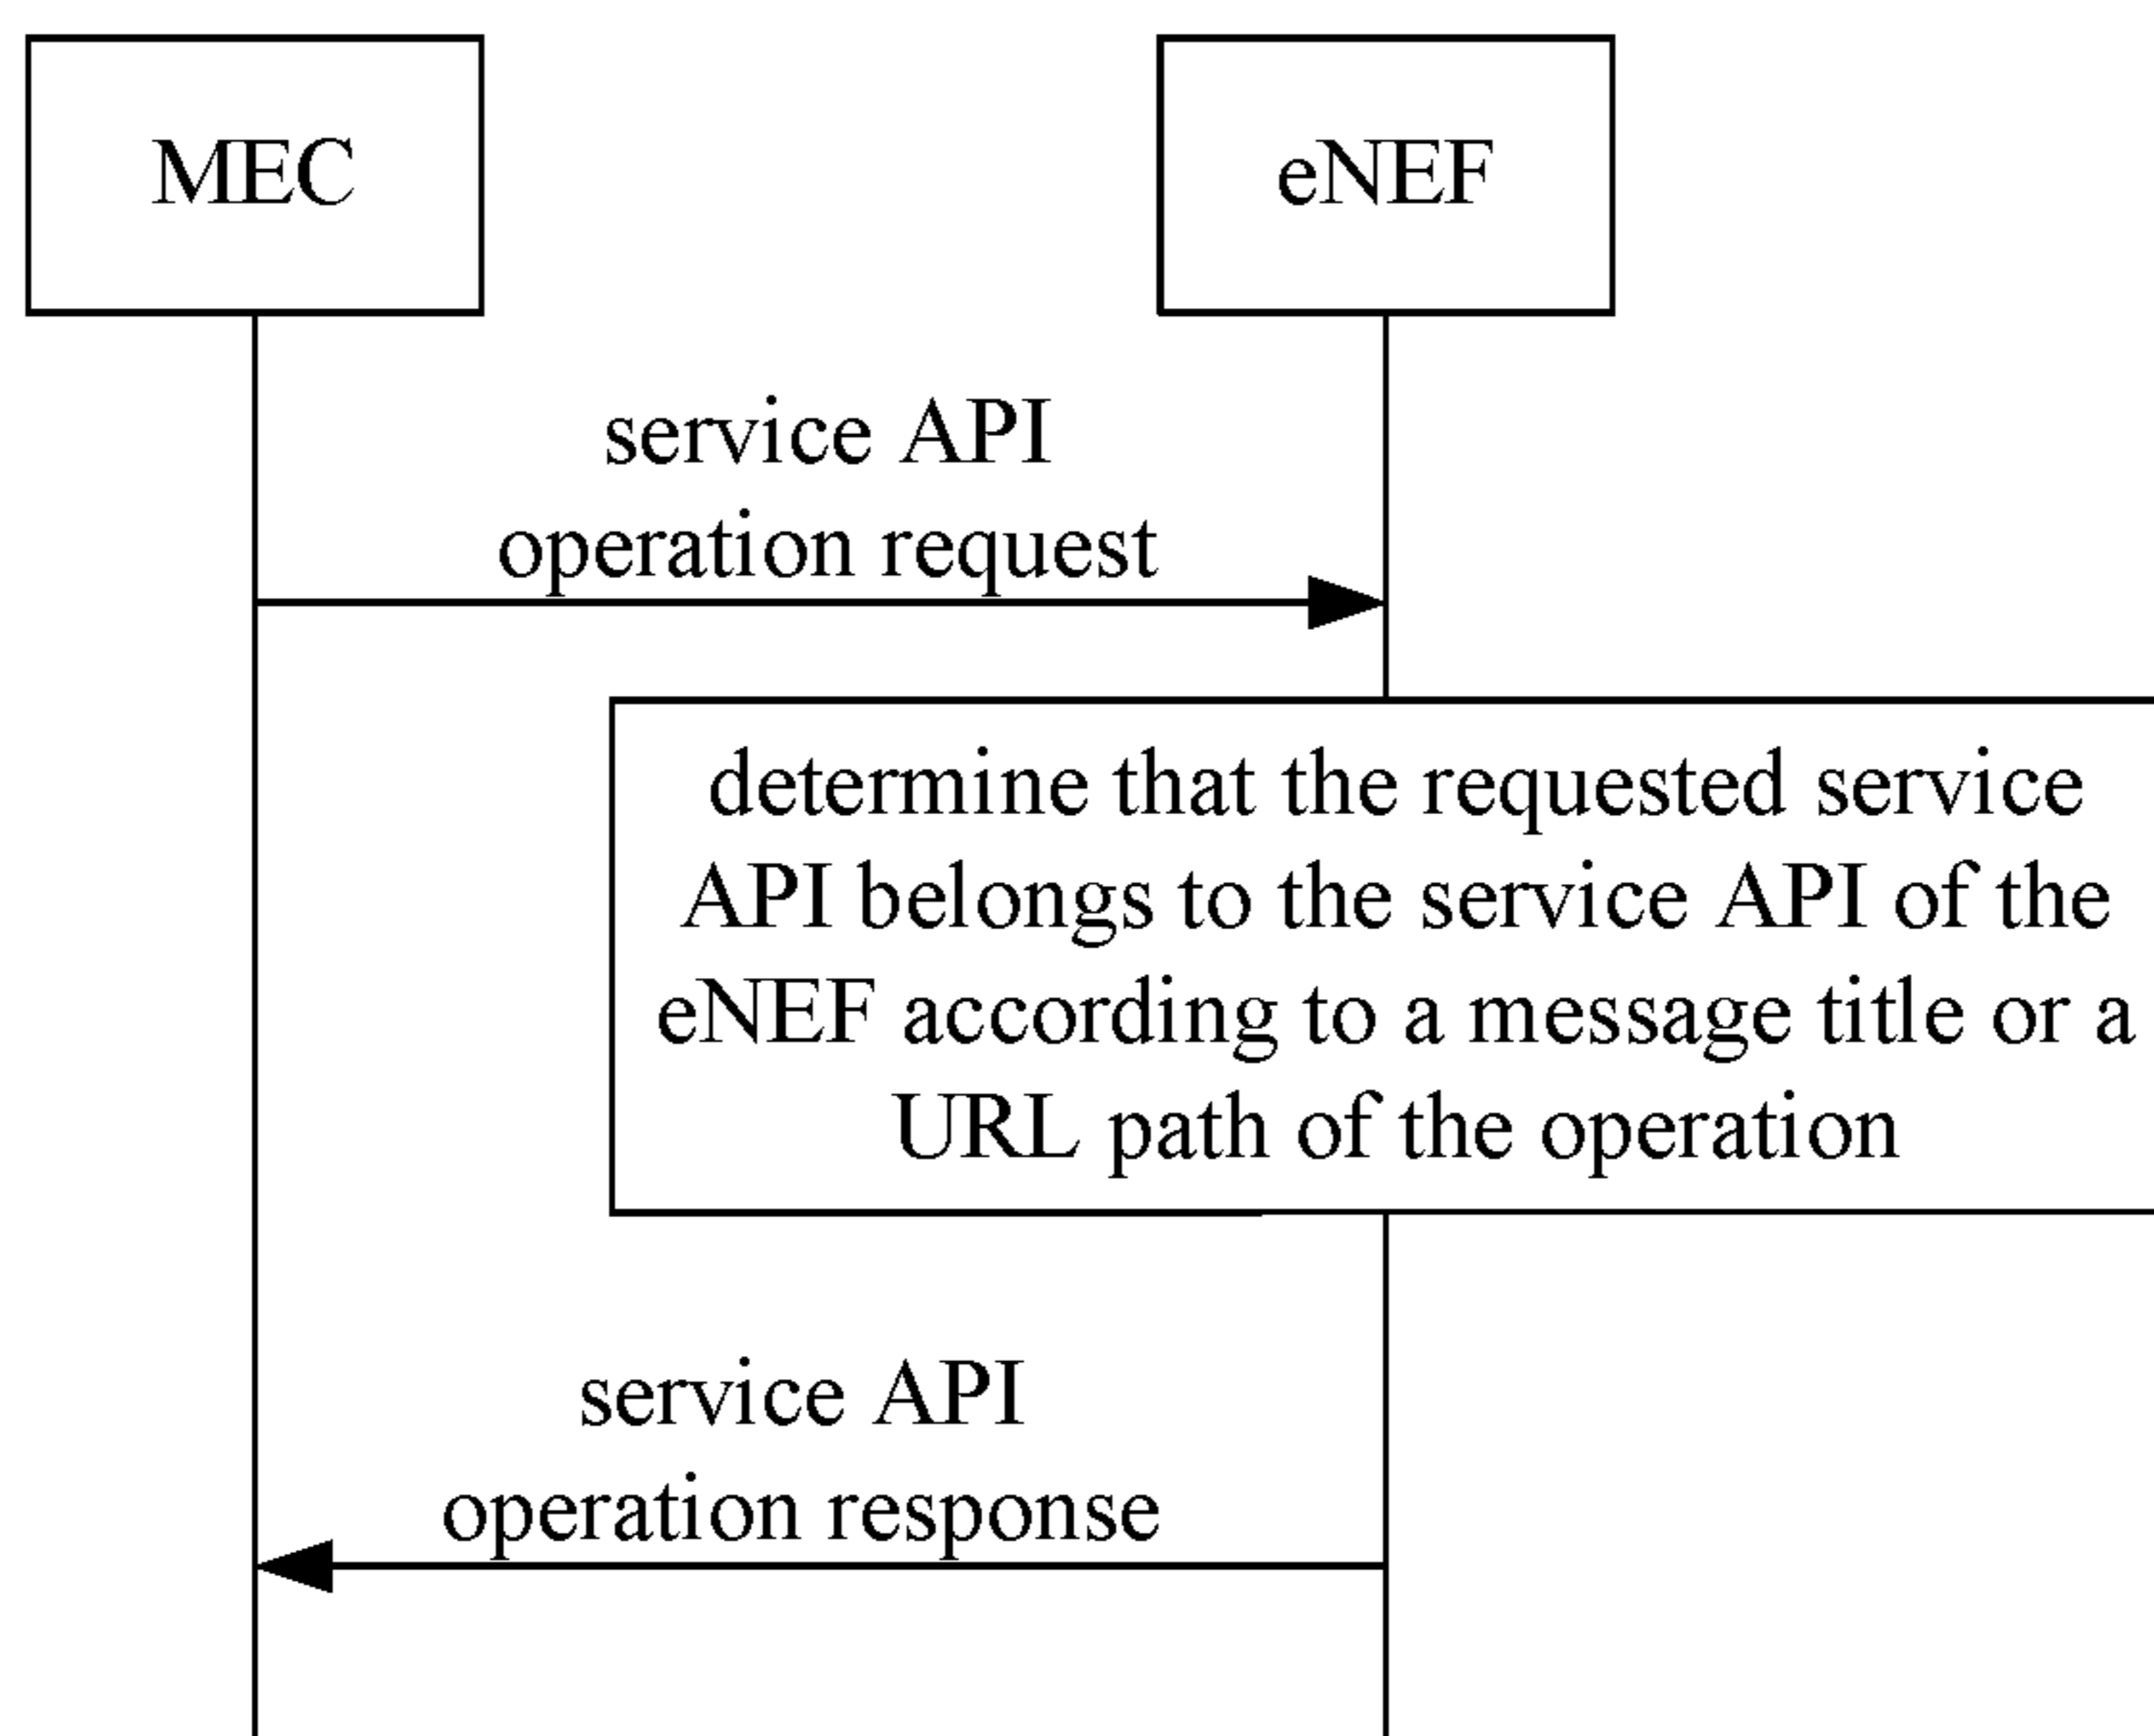 MEC
eNEF
service API
operation request
determine that the requested service
API belongs to the service API of the
eNEF according to a message title or a
URL path of the operation
service API
operation response